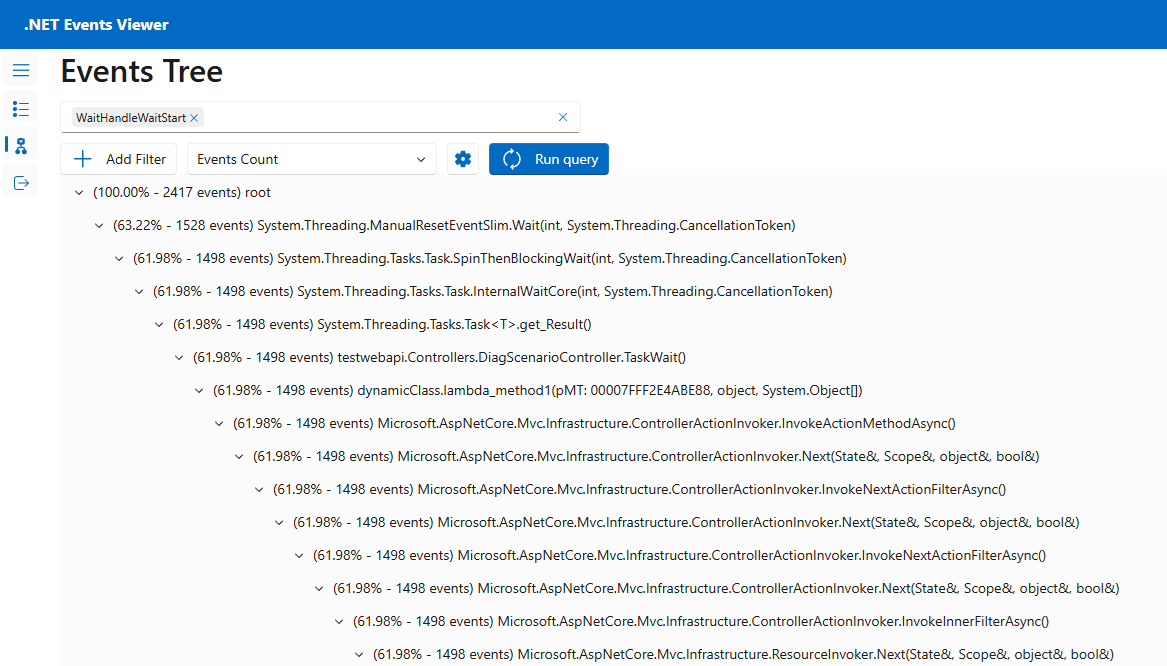 .NET Events Viewer
Events Tree
WaitHandleWaitStart
Add Filter
Events Count
Run query
(100.00% - 2417 events) root
(63.22% - 1528 events) System.Threading.ManualResetEventSlim.Wait(int, System.Threading.CancellationToken)
(61.98% - 1498 events) System.Threading.Tasks.Task.SpinThenBlockingWait(int, System.Threading.CancellationToken)
(61.98% - 1498 events) System.Threading.Tasks.Task.InternalWaitCore(int, System.Threading.CancellationToken)
(61.98% - 1498 events) System.Threading.Tasks.Task<T>.get_Result()
(61.98% - 1498 events) testwebapi.Controllers.DiagScenarioController.TaskWait()
(61.98% - 1498 events) dynamicClass.lambda_method1(pMT: 00007FFF2E4ABE88, object, System.Object[])
(61.98% - 1498 events) Microsoft.AspNetCore.Mvc.Infrastructure.ControllerActionInvoker.InvokeActionMethodAsync()
(61.98% - 1498 events) Microsoft.AspNetCore.Mvc.Infrastructure.ControllerActionInvoker.Next(State&, Scope&, object&, bool&)
(61.98% - 1498 events) Microsoft.AspNetCore.Mvc.Infrastructure.ControllerActionInvoker.InvokeNextActionFilterAsync()
(61.98% - 1498 events) Microsoft.AspNetCore.Mvc.Infrastructure.ControllerActionInvoker.Next(State&, Scope&, object&, bool&)
(61.98% - 1498 events) Microsoft.AspNetCore.Mvc.Infrastructure.ControllerActionInvoker.InvokeNextActionFilterAsync()
(61.98% - 1498 events) Microsoft.AspNetCore.Mvc.Infrastructure.ControllerActionInvoker.Next(State&, Scope&, object&, bool&)
(61.98% - 1498 events) Microsoft.AspNetCore.Mvc.Infrastructure.ControllerActionInvoker.InvokeInnerFilterAsync()
(61.98% - 1498 events) Microsoft.AspNetCore.Mvc.Infrastructure.ResourceInvoker.Next(State&, Scope&, object&, bool&)